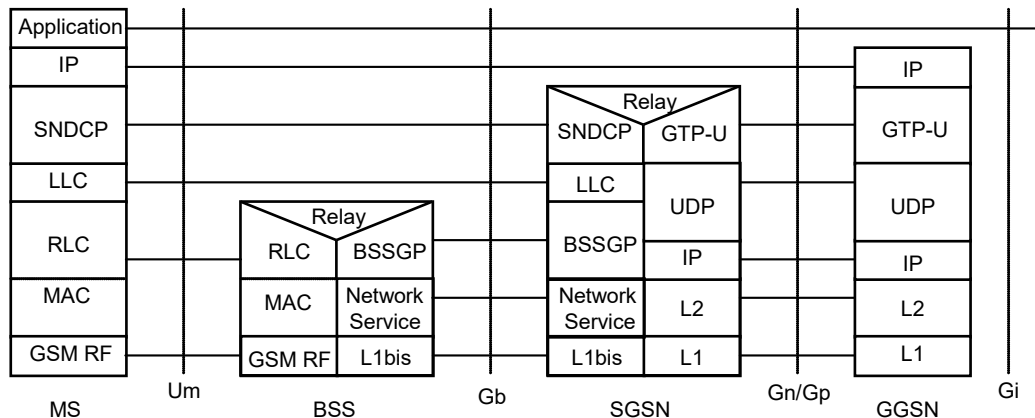 Application
IP
IP
Relay
SNDCP
SNDCP
GTP-U
GTP-U
LLC
LLC
UDP
UDP
Relay
RLC
RLC
BSSGP
BSSGP
IP
IP
MAC
MAC
Network
Service
Network
Service
L2
L2
GSM RF
GSM RF
L1bis
L1bis
L1
L1
Um
Gb
Gn/Gp
Gi
MS
BSS
SGSN
GGSN